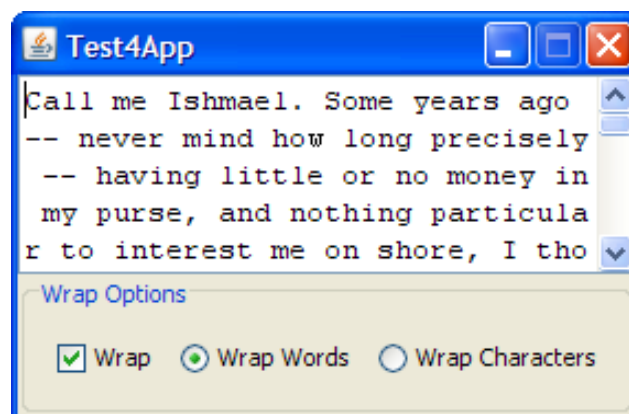 Test4App
Call me Ishmael. Some years ago
-- never mind how long precisely
-- having little or no money in
my purse, and nothing particula
r to interest me on shore, I tho
Wrap Options
Wrap Wrap Words Wrap Characters